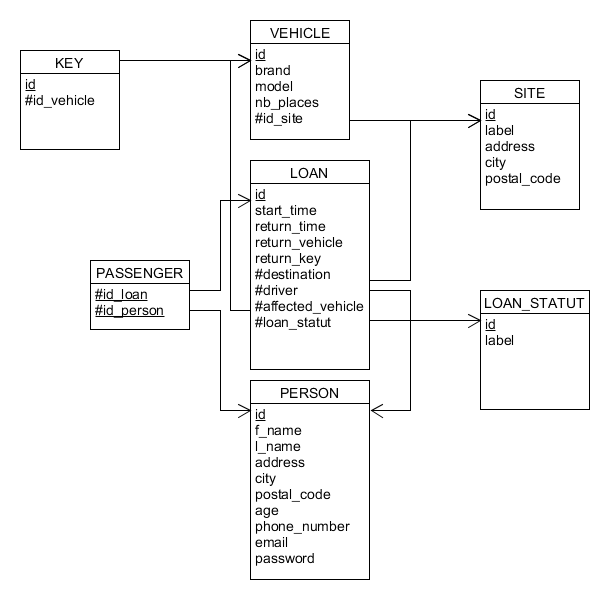 KEY
id
#id_vehicle
VEHICLE
id
brand
model
nb_places
#id_site
SITE
id
label
address
city
postal_code
LOAN
id
start_time
return_time
return_vehicle
return_key
#destination
#driver
#affected_vehicle
#loan_statut
PASSENGER
#id_loan
#id_person
LOAN_STATUT
id
label
PERSON
id
f_name
l_name
address
city
postal_code
age
phone_number
email
password